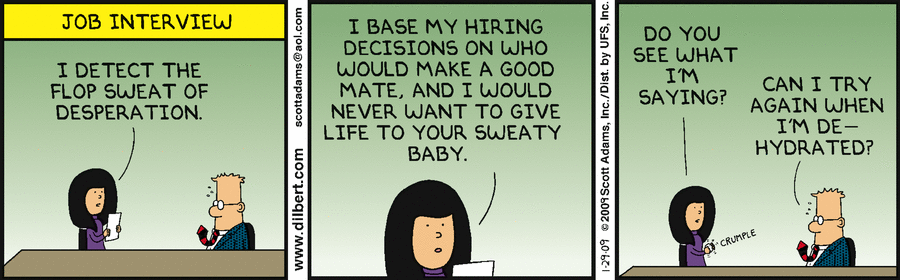 JOB INTERVIEW
I DETECT THE
FLOP SWEAT OF
DESPERATION.
www.dilbert.com scottadams@aol.com
I BASE MY HIRING
DECISIONS ON WHO
WOULD MAKE A GOOD
MATE, AND I WOULD
NEVER WANT TO GIVE
LIFE TO YOUR SWEATY
BABY.
1-29-09 © 2009 Scott Adams, Inc./Dist. by UFS, Inc.
DO YOU
SEE WHAT
I'M
SAYING?
CAN I TRY
AGAIN WHEN
I'M DE-
HYDRATED?
CRUMPLE